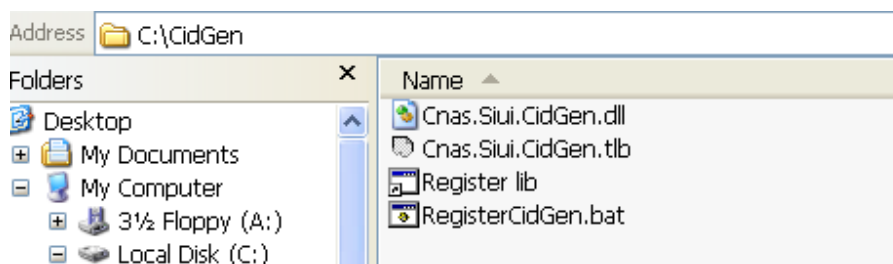 Address C:\CidGen
Folders
Name
Desktop
My Documents
My Computer
3½ Floppy (A:)
Local Disk (C:)
Cnas.Siui.CidGen.dll
Cnas.Siui.CidGen.tlb
Register lib
RegisterCidGen.bat